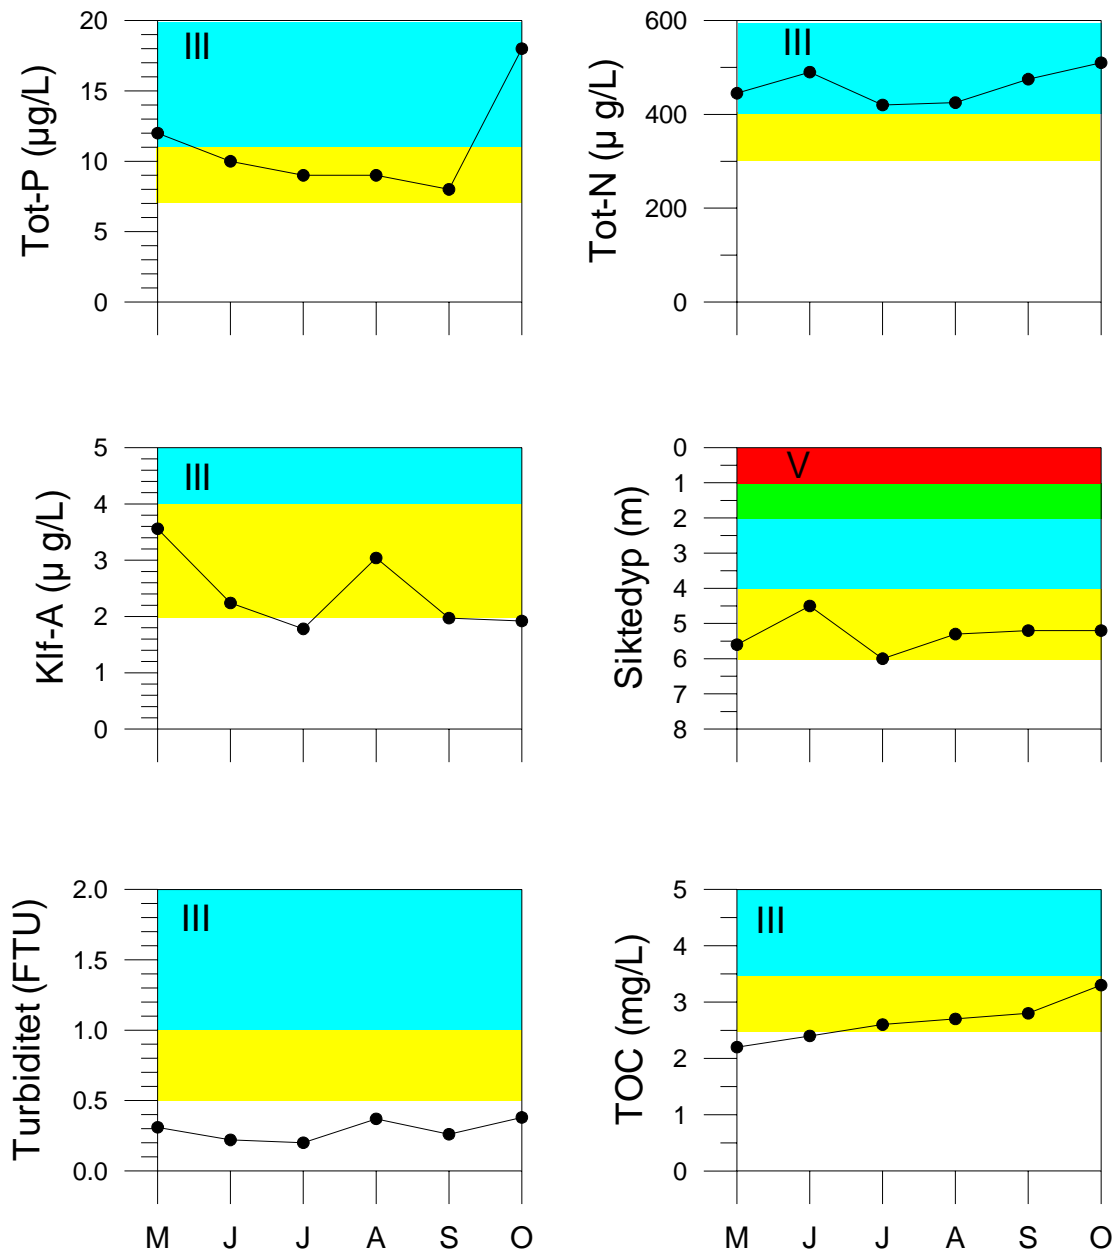 Tot-P (µg/L)
20
15
10
5
0
III
Tot-N (µ g/L)
600
400
200
0
III
Klf-A (µ g/L)
5
4
3
2
1
0
III
Siktedyp (m)
0
1
2
3
4
5
6
7
8
V
Turbiditet (FTU)
2.0
1.5
1.0
0.5
0.0
III
M J J A S O
TOC (mg/L)
5
4
3
2
1
0
III
M J J A S O